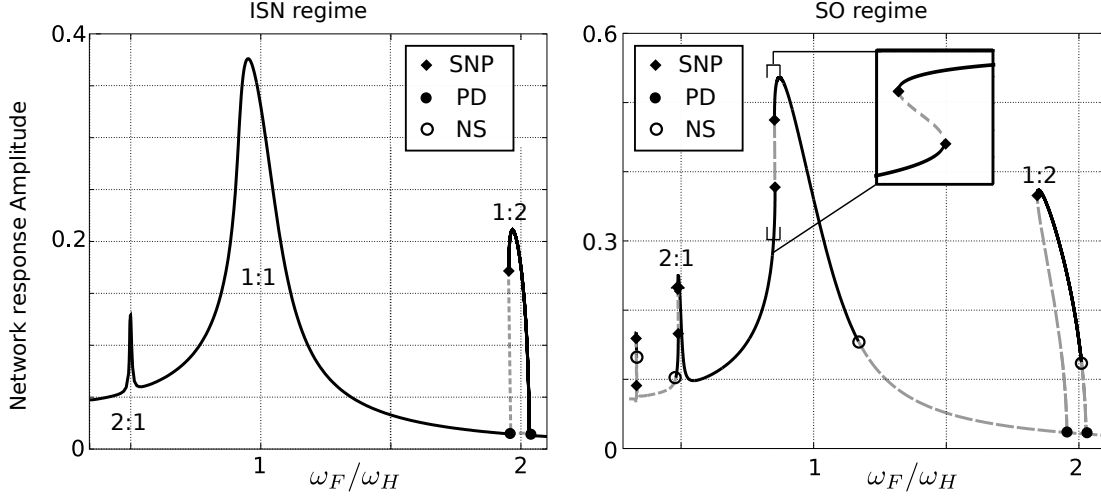 ISN regime
SO regime
Network response Amplitude
0.4
0.2
0
SNP
PD
NS
1:2
1:1
2:1
1
2
ω_F/ω_H
0.6
0.3
0
SNP
PD
NS
1:2
2:1
1
2
ω_F/ω_H